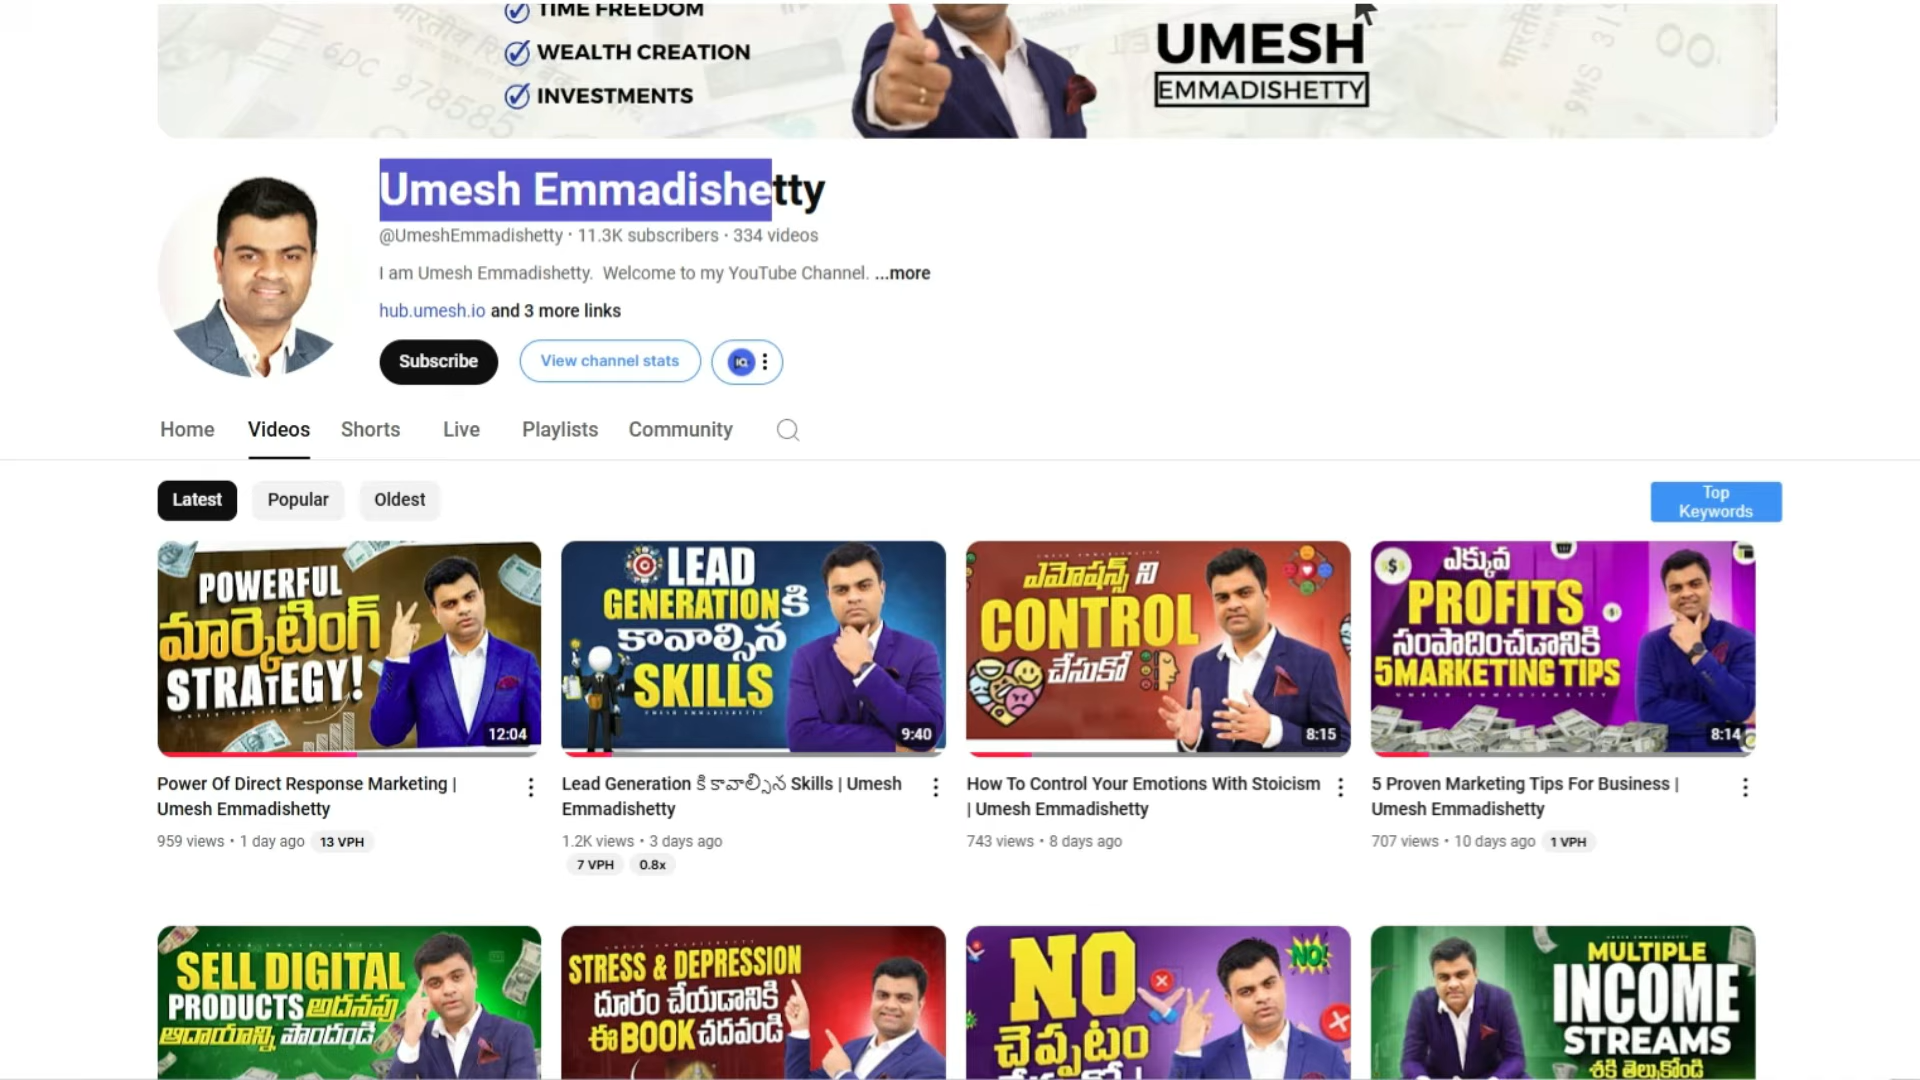 TIME FREEDOM
WEALTH CREATION
INVESTMENTS
UMESH
EMMADISHETTY
Umesh Emmadishetty
@UmeshEmmadishetty · 11.3K subscribers · 334 videos
I am Umesh Emmadishetty. Welcome to my YouTube Channel. ...more
hub.umesh.io and 3 more links
Subscribe
View channel stats
iQ
Home
Videos
Shorts
Live
Playlists
Community
Latest
Popular
Oldest
Top
Keywords
POWERFUL
మార్కెటింగ్
STRATEGY!
12:04
LEAD
GENERATIONకి
కావాల్సిన
SKILLS
9:40
ఎమోషన్స్ ని
CONTROL
చేసుకో
8:15
ఎక్కువ
PROFITS
సంపాదించడానికి
5MARKETING TIPS
8:14
Power Of Direct Response Marketing |
Umesh Emmadishetty
959 views • 1 day ago 13 VPH
Lead Generation కి కావాల్సిన Skills | Umesh
Emmadishetty
1.2K views • 3 days ago
7 VPH 0.8x
How To Control Your Emotions With Stoicism
| Umesh Emmadishetty
743 views • 8 days ago
5 Proven Marketing Tips For Business |
Umesh Emmadishetty
707 views • 10 days ago 1 VPH
SELL DIGITAL
PRODUCTS అదనపు
ఆదాయాన్ని పొందండి
STRESS & DEPRESSION
దూరం చేయడానికి
ఈ BOOK చదవండి
NO
చెప్పటం
NO!
MULTIPLE
INCOME
STREAMS
తెలుసుకోండి